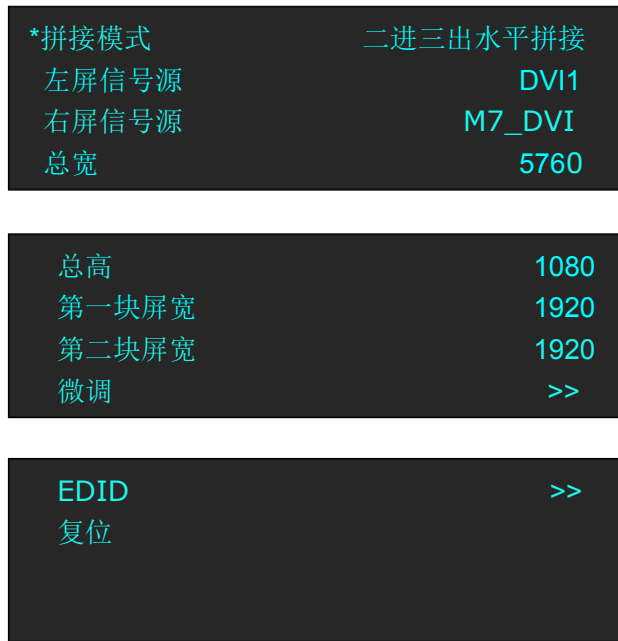 *拼接模式 二进三出水平拼接
左屏信号源 DVI1
右屏信号源 M7_DVI
总宽 5760
总高 1080
第一块屏宽 1920
第二块屏宽 1920
微调 >>
EDID >>
复位